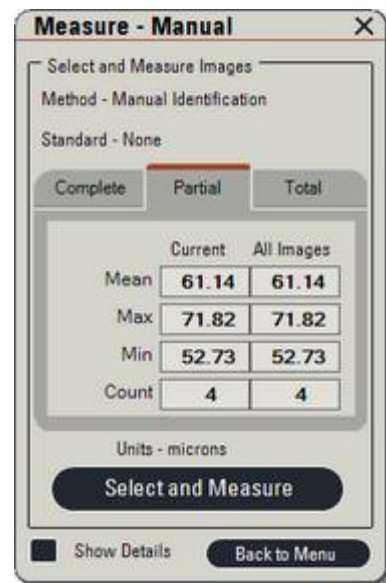 Measure - Manual
Select and Measure Images
Method - Manual Identification
Standard - None
Complete Partial Total
Current All Images
Mean 61.14 61.14
Max 71.82 71.82
Min 52.73 52.73
Count 4 4
Units - microns
Select and Measure
Show Details Back to Menu